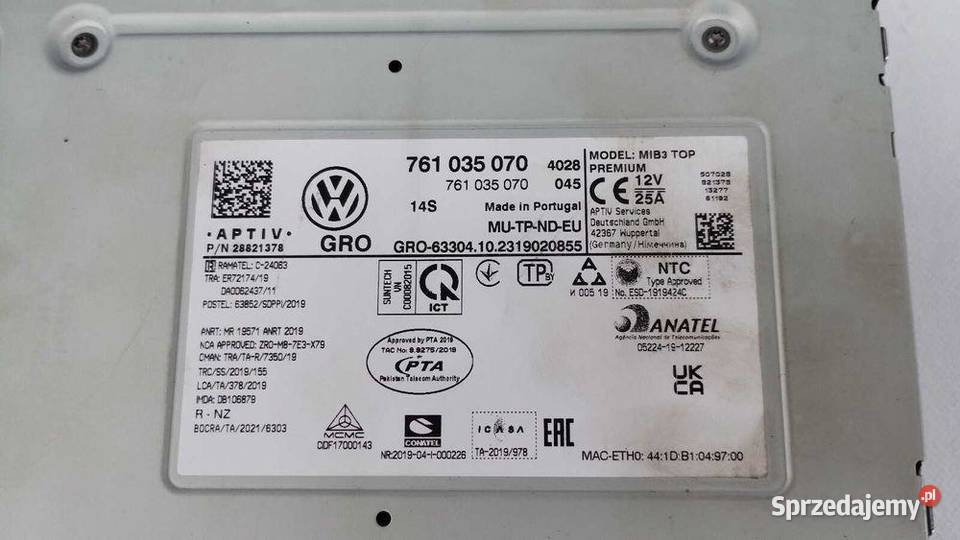 761 035 070 4028
761 035 070 045
14S Made in Portugal
MU-TP-ND-EU
GRO GRO-63304.10.2319020855
·APTIV·
P/N 28821378
MODEL: MIB3 TOP
PREMIUM
CE 12V
25A
APTIV Services
Deutschland GmbH
42367 Wuppertal
(Germany/Німеччина)
507028
821378
13277
61192
RAMATEL: C-24063
TRA: ER72174/19
DA0062437/11
POSTEL: 63852/SDPPI/2019
SUNTECH
VN
C00082015
ICT
TP BY
И 005 19
NTC
Type Approved
No. ESD-1919424C
ANRT: MR 19571 ANRT 2019
NCA APPROVED: ZRO-M8-7E3-X79
OMAN: TRA/TA-R/7350/19
TRC/SS/2019/155
LCA/TA/378/2019
IMDA: DB106879
R - NZ
BOCRA/TA/2021/6303
Approved by PTA 2019
TAC No: 9.9275/2019
PTA
Pakistan Telecom Authority
ANATEL
Agência Nacional de Telecomunicações
05224-19-12227
UK
CA
MCMC
CIDF17000143
CONATEL
NR:2019-04-I-000226
ICASA
TA-2019/978
EAC
MAC-ETH0: 44:1D:B1:04:97:00
Sprzedajemy.pl